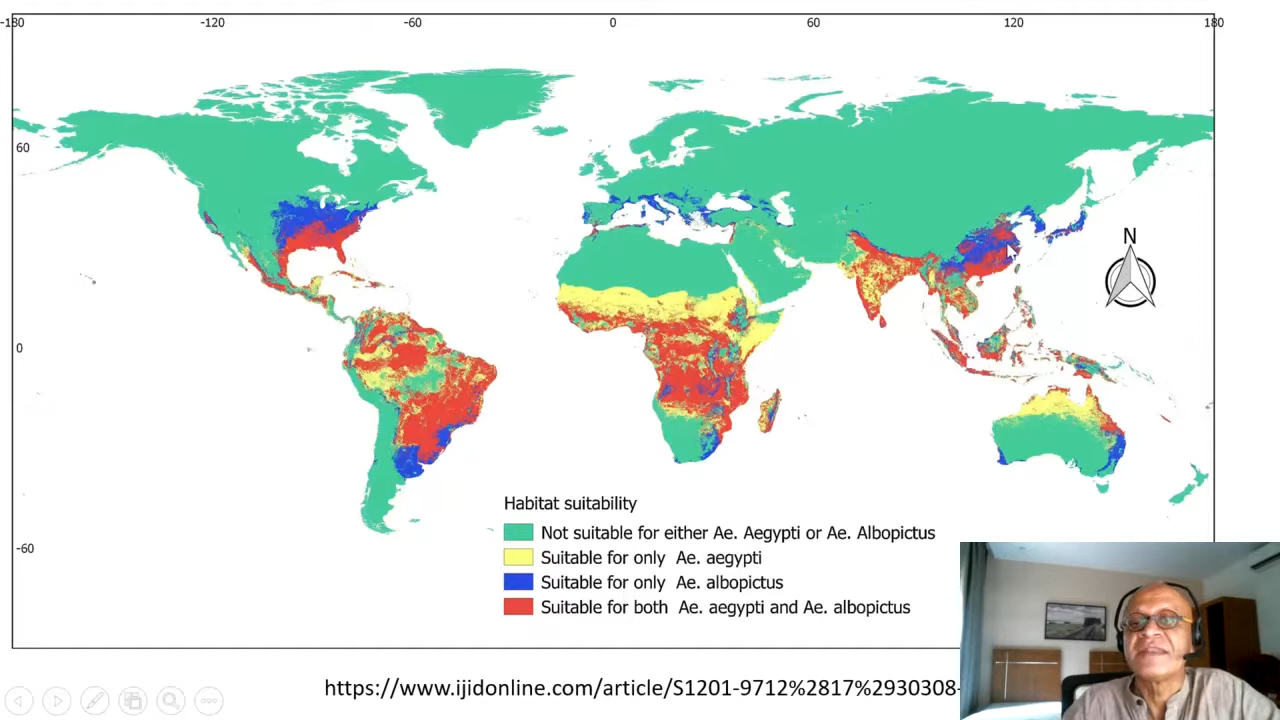 -180 -120 -60 0 60 120 180
60
N
0
Habitat suitability
Not suitable for either Ae. Aegypti or Ae. Albopictus
-60
Suitable for only Ae. aegypti
Suitable for only Ae. albopictus
Suitable for both Ae. aegypti and Ae. albopictus
https://www.ijidonline.com/article/S1201-9712%2817%2930308-